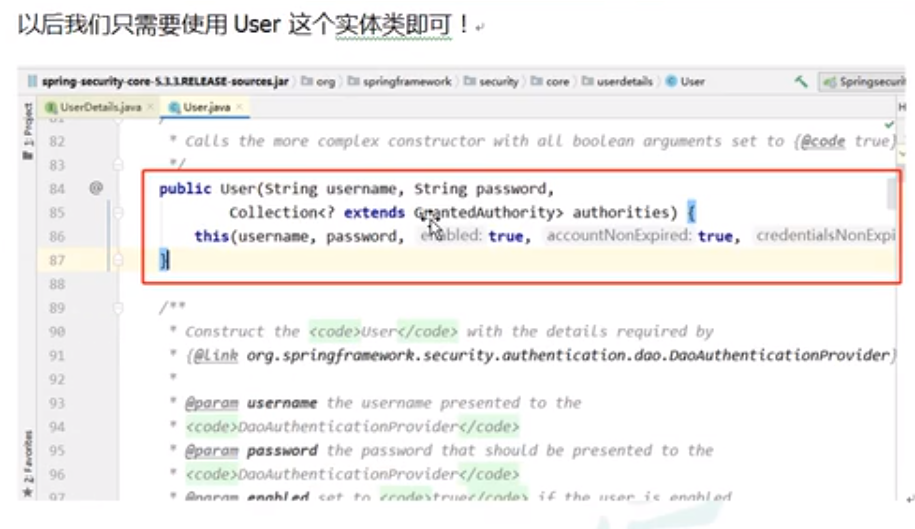 以后我们只需要使用 User 这个实体类即可！
spring-security-core-5.3.3.RELEASE-sources.jar org springframework security core userdetails User Springsecurit
1: Project UserDetails.java User.java
82 * Calls the more complex constructor with all boolean arguments set to {@code true}
83 */
84 @ public User(String username, String password,
85 Collection<? extends GrantedAuthority> authorities) {
86 this(username, password, enabled: true, accountNonExpired: true, credentialsNonExpi
87 }
88
89 /**
90 * Construct the <code>User</code> with the details required by
91 * {@link org.springframework.security.authentication.dao.DaoAuthenticationProvider}
92 *
93 * @param username the username presented to the
94 * <code>DaoAuthenticationProvider</code>
95 * @param password the password that should be presented to the
96 * <code>DaoAuthenticationProvider</code>
97 * @param enabled set to <code>true</code> if the user is enabled
2: Favorites